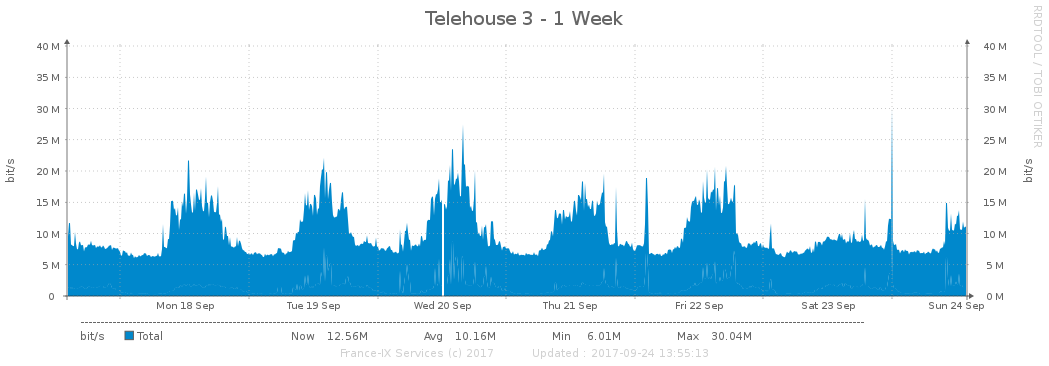 Telehouse 3 - 1 Week
RRDTOOL / TOBI OETIKER
bit/s
40 M
35 M
30 M
25 M
20 M
15 M
10 M
5 M
0
40 M
35 M
30 M
25 M
20 M
15 M
10 M
5 M
0 M
bit/s
Mon 18 Sep Tue 19 Sep Wed 20 Sep Thu 21 Sep Fri 22 Sep Sat 23 Sep Sun 24 Sep
bit/s Total Now 12.56M Avg 10.16M Min 6.01M Max 30.04M
France-IX Services (c) 2017 Updated : 2017-09-24 13:55:13